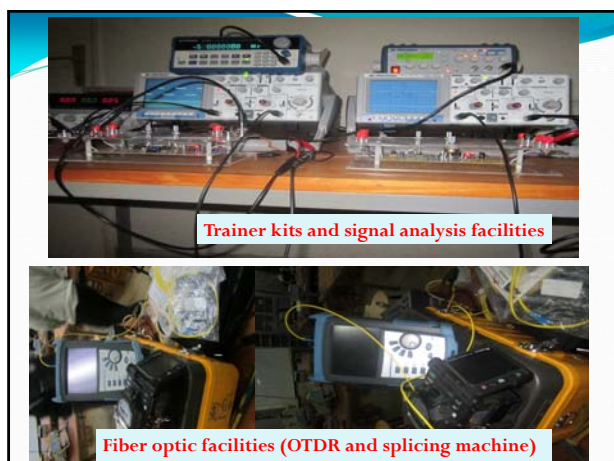 Trainer kits and signal analysis facilities
Fiber optic facilities (OTDR and splicing machine)